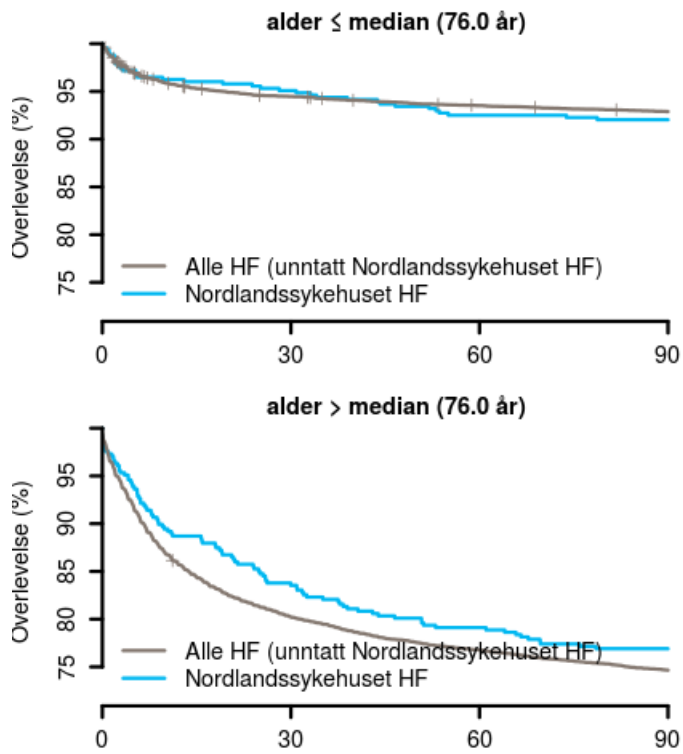 alder ≤ median (76.0 år)
Overlevelse (%)
95
90
85
80
75
Alle HF (unntatt Nordlandssykehuset HF)
Nordlandssykehuset HF
0 30 60 90
alder > median (76.0 år)
Overlevelse (%)
95
90
85
80
75
Alle HF (unntatt Nordlandssykehuset HF)
Nordlandssykehuset HF
0 30 60 90